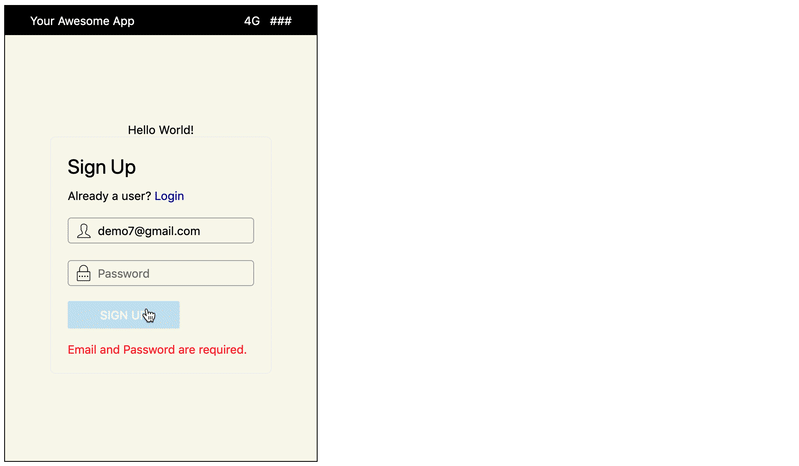 Your Awesome App 4G ###
Hello World!
Sign Up
Already a user? Login
demo7@gmail.com
Password
SIGN U
Email and Password are required.